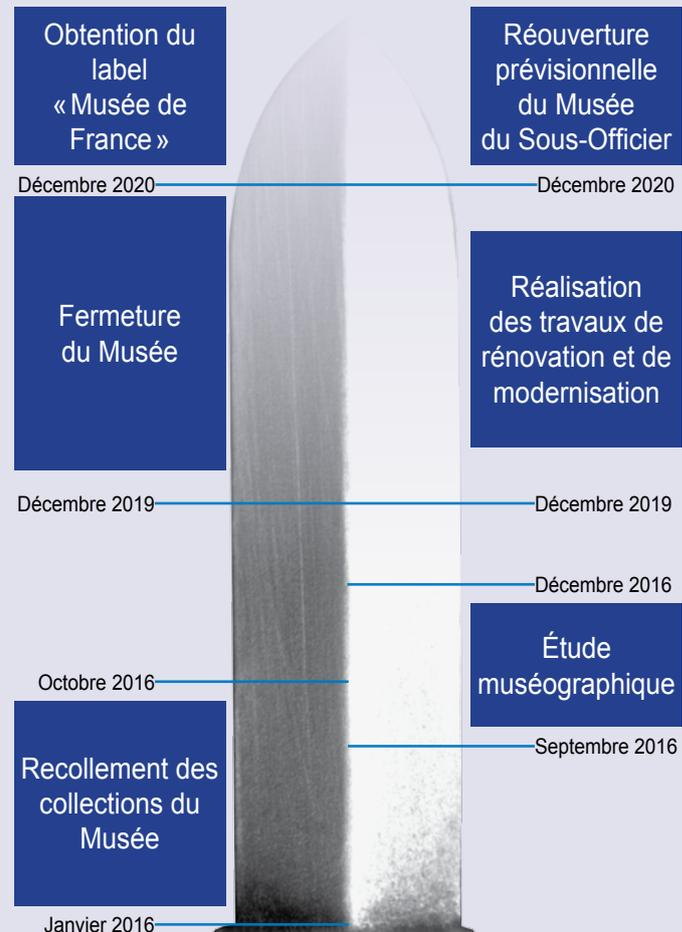 Obtention du
label
« Musée de
France »
Réouverture
prévisionnelle
du Musée
du Sous-Officier
Décembre 2020
Décembre 2020
Fermeture
du Musée
Réalisation
des travaux de
rénovation et de
modernisation
Décembre 2019
Décembre 2019
Décembre 2016
Étude
muséographique
Octobre 2016
Septembre 2016
Recollement des
collections du
Musée
Janvier 2016